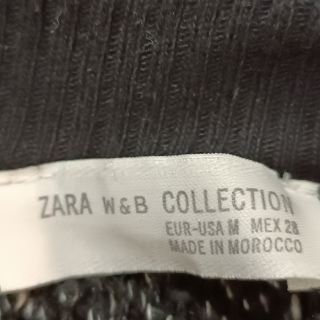 ZARA W&B COLLECTION
EUR-USA M MEX 28
MADE IN MOROCCO